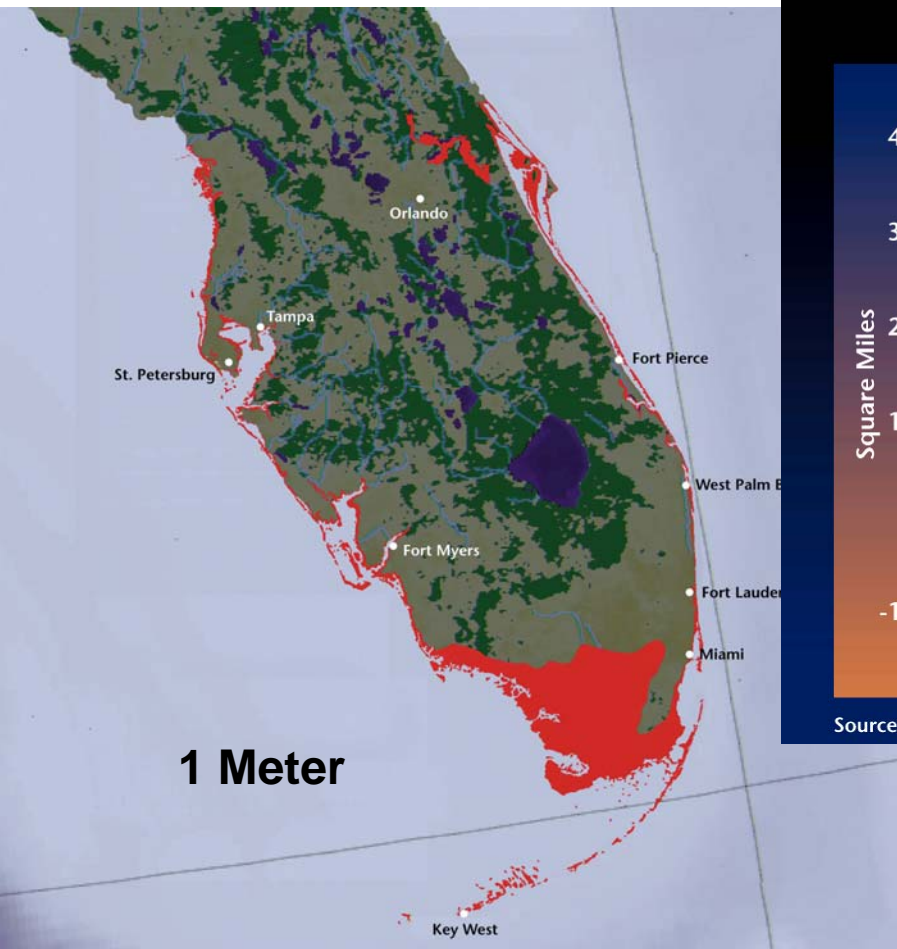 Orlando
Tampa
St. Petersburg
Fort Pierce
West Palm
Fort Myers
Fort
Miami
1 Meter
Key West
Square Miles
Source